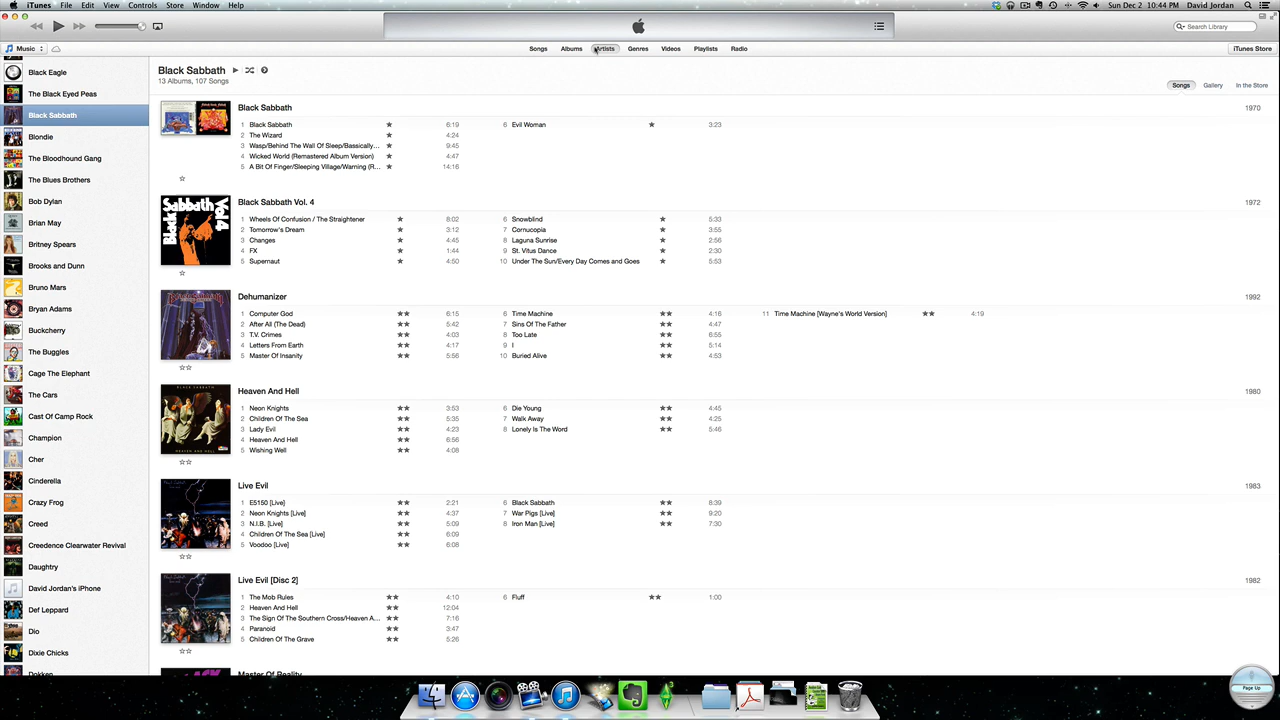 iTunes File Edit View Controls Store Window Help Sun Dec 2 10:44 PM David Jordan
Search Library
Music Songs Albums Artists Genres Videos Playlists Radio iTunes Store
Black Eagle
The Black Eyed Peas
Black Sabbath
Blondie
The Bloodhound Gang
The Blues Brothers
Bob Dylan
Brian May
Britney Spears
Brooks and Dunn
Bruno Mars
Bryan Adams
Buckcherry
The Buggles
Cage The Elephant
The Cars
Cast Of Camp Rock
Champion
Cher
Cinderella
Crazy Frog
Creed
Creedence Clearwater Revival
Daughtry
David Jordan's iPhone
Def Leppard
Dio
Dixie Chicks
Dokken
Black Sabbath
13 Albums, 107 Songs
Songs Gallery In the Store
Black Sabbath 1970
1 Black Sabbath 6:19 6 Evil Woman 3:23
2 The Wizard 4:24
3 Wasp/Behind The Wall Of Sleep/Bassically... 9:45
4 Wicked World (Remastered Album Version) 4:47
5 A Bit Of Finger/Sleeping Village/Warning (R... 14:16
Black Sabbath Vol. 4 1972
1 Wheels Of Confusion / The Straightener 8:02 6 Snowblind 5:33
2 Tomorrow's Dream 3:12 7 Cornucopia 3:55
3 Changes 4:45 8 Laguna Sunrise 2:56
4 FX 1:44 9 St. Vitus Dance 2:30
5 Supernaut 4:50 10 Under The Sun/Every Day Comes and Goes 5:53
Dehumanizer 1992
1 Computer God 6:15 6 Time Machine 4:16 11 Time Machine [Wayne's World Version] 4:19
2 After All (The Dead) 5:42 7 Sins Of The Father 4:47
3 T.V. Crimes 4:03 8 Too Late 6:55
4 Letters From Earth 4:17 9 I 5:14
5 Master Of Insanity 5:56 10 Buried Alive 4:53
Heaven And Hell 1980
1 Neon Knights 3:53 6 Die Young 4:45
2 Children Of The Sea 5:35 7 Walk Away 4:25
3 Lady Evil 4:23 8 Lonely Is The Word 5:46
4 Heaven And Hell 6:56
5 Wishing Well 4:08
Live Evil 1983
1 E5150 [Live] 2:21 6 Black Sabbath 8:39
2 Neon Knights [Live] 4:37 7 War Pigs [Live] 9:20
3 N.I.B. [Live] 5:09 8 Iron Man [Live] 7:30
4 Children Of The Sea [Live] 6:09
5 Voodoo [Live] 6:08
Live Evil [Disc 2] 1982
1 The Mob Rules 4:10 6 Fluff 1:00
2 Heaven And Hell 12:04
3 The Sign Of The Southern Cross/Heaven A... 7:16
4 Paranoid 3:47
5 Children Of The Grave 5:26
Master Of Reality
Black Sabbath Vol 4
Page Up